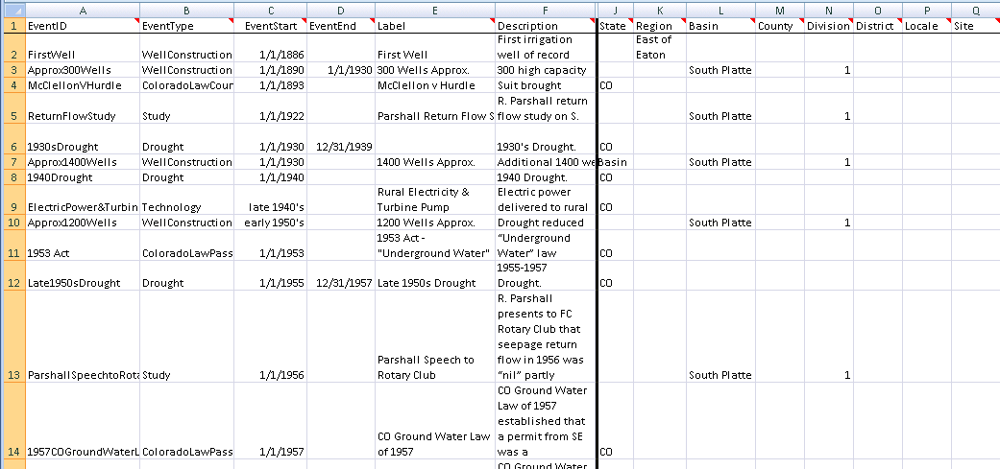 A B C D E F J K L M N O P Q
1 EventID EventType EventStart EventEnd Label Description State Region Basin County Division District Locale Site
First irrigation East of
2 FirstWell WellConstruction 1/1/1886 First Well well of record Eaton
3 Approx300Wells WellConstruction 1/1/1890 1/1/1930 300 Wells Approx. 300 high capacity South Platte 1
4 McClellonVHurdle ColoradoLawCour 1/1/1893 McClellon v Hurdle Suit brought CO
R. Parshall return
5 ReturnFlowStudy Study 1/1/1922 Parshall Return Flow S flow study on S. South Platte 1
6 1930sDrought Drought 1/1/1930 12/31/1939 1930's Drought. CO
7 Approx1400Wells WellConstruction 1/1/1930 1400 Wells Approx. Additional 1400 we Basin South Platte 1
8 1940Drought Drought 1/1/1940 1940 Drought. CO
Rural Electricity & Electric power
9 ElectricPower&Turbin Technology late 1940's Turbine Pump delivered to rural CO
10 Approx1200Wells WellConstruction early 1950's 1200 Wells Approx. Drought reduced South Platte 1
1953 Act - “Underground
11 1953 Act ColoradoLawPass 1/1/1953 "Underground Water" Water” law CO
1955-1957
12 Late1950sDrought Drought 1/1/1955 12/31/1957 Late 1950s Drought Drought. CO
R. Parshall
presents to FC
Rotary Club that
seepage return
Parshall Speech to flow in 1956 was
13 ParshallSpeechtoRota Study 1/1/1956 Rotary Club “nil” partly South Platte 1
CO Ground Water
Law of 1957
established that
CO Ground Water Law a permit from SE
14 1957COGroundWaterL ColoradoLawPass 1/1/1957 of 1957 was a CO
CO Ground Water